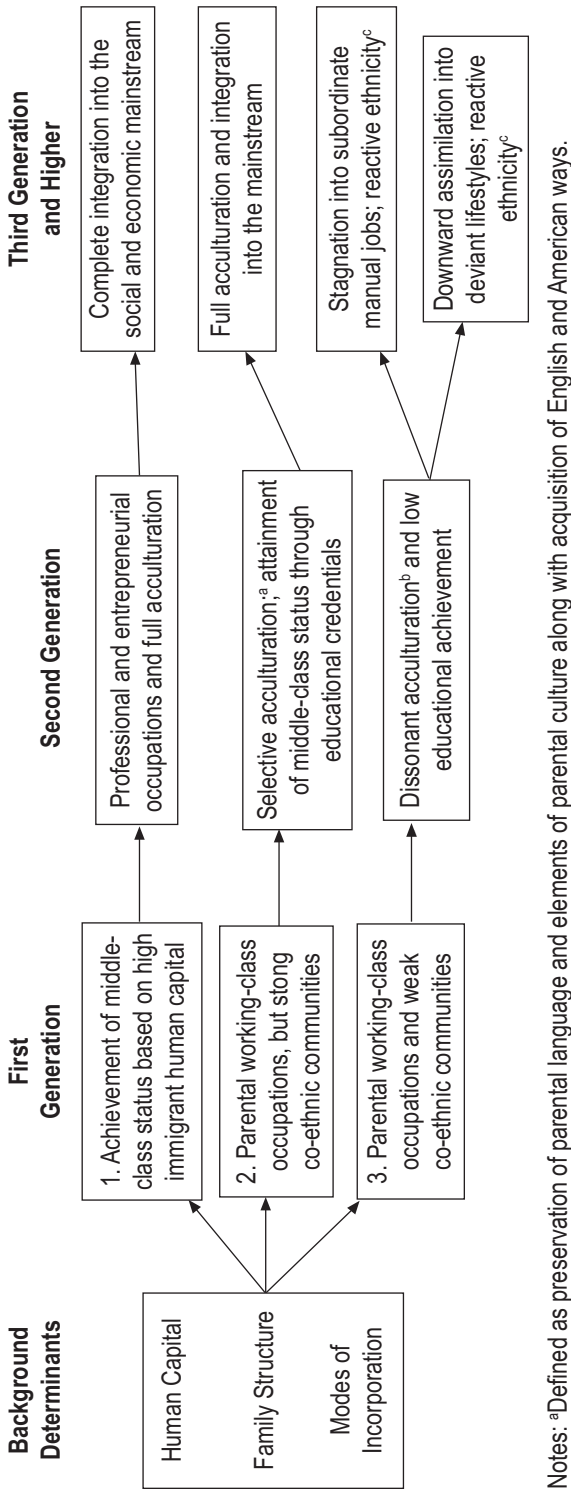 Background
Determinants
First
Generation
Second Generation
Third Generation
and Higher
Human Capital
Family Structure
Modes of
Incorporation
1. Achievement of middle-
class status based on high
immigrant human capital
Professional and entrepreneurial
occupations and full acculturation
Complete integration into the
social and economic mainstream
2. Parental working-class
occupations, but stong
co-ethnic communities
Selective acculturation;ᵃ attainment
of middle-class status through
educational credentials
Full acculturation and integration
into the mainstream
3. Parental working-class
occupations and weak
co-ethnic communities
Dissonant acculturationᵇ and low
educational achievement
Stagnation into subordinate
manual jobs; reactive ethnicityᶜ
Downward assimilation into
deviant lifestyles; reactive
ethnicityᶜ
Notes: ᵃDefined as preservation of parental language and elements of parental culture along with acquisition of English and American ways.